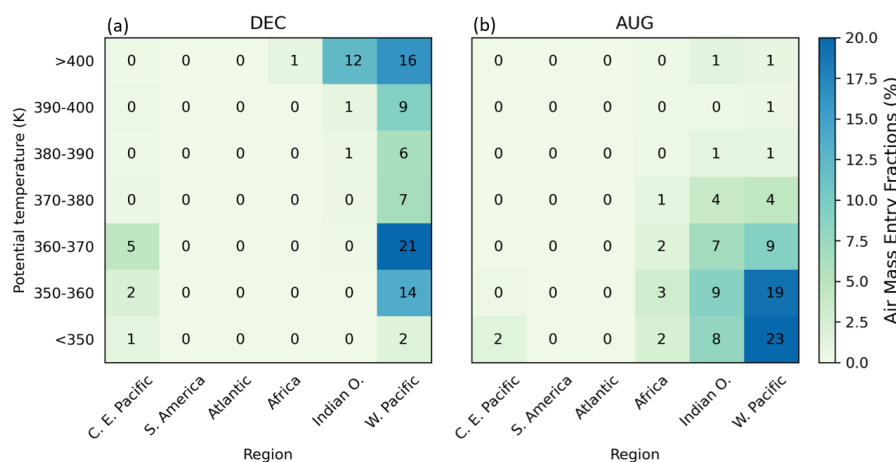 (a) DEC
(b) AUG
Potential temperature (K)
>400 0 0 0 1 12 16
390-400 0 0 0 0 1 9
380-390 0 0 0 0 1 6
370-380 0 0 0 0 0 7
360-370 5 0 0 0 0 21
350-360 2 0 0 0 0 14
<350 1 0 0 0 0 2
C. E. Pacific
S. America
Atlantic
Africa
Indian O.
W. Pacific
Region
0 0 0 0 1 1
0 0 0 0 0 1
0 0 0 0 1 1
0 0 0 1 4 4
0 0 0 2 7 9
0 0 0 3 9 19
2 0 0 2 8 23
C. E. Pacific
S. America
Atlantic
Africa
Indian O.
W. Pacific
Region
20.0
17.5
15.0
12.5
10.0
7.5
5.0
2.5
0.0
Air Mass Entry Fractions (%)